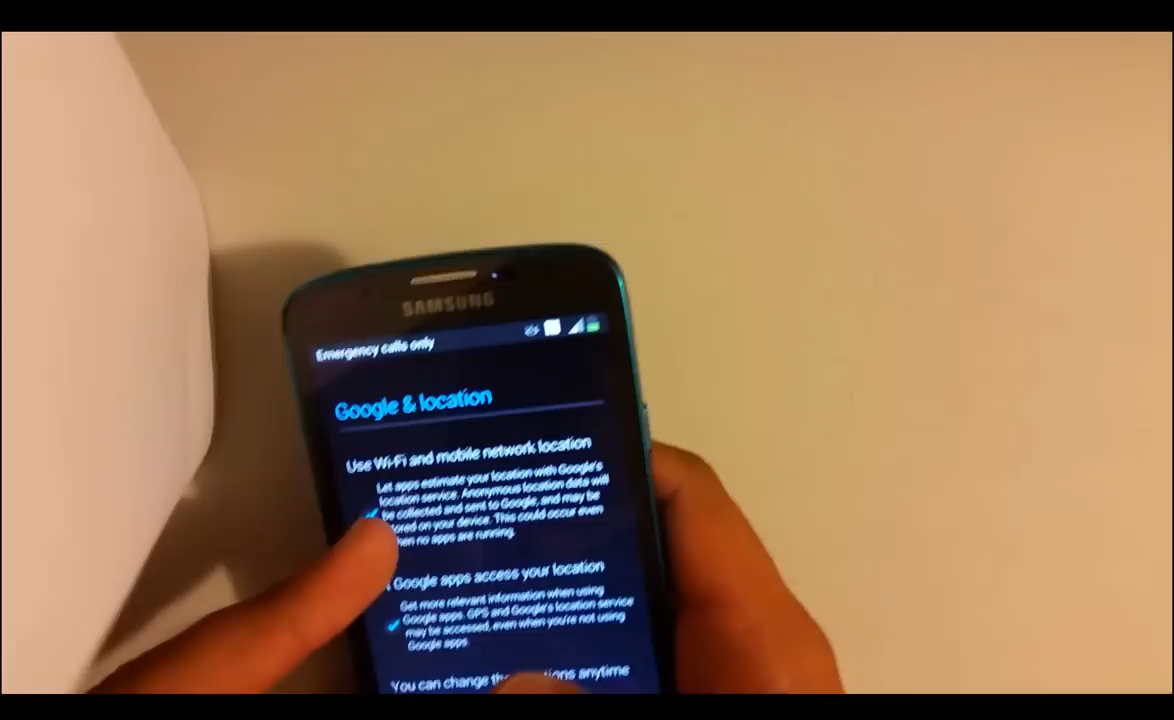 SAMSUNG
Emergency calls only
Google & location
Use Wi-Fi and mobile network location
Let apps estimate your location with Google's
location service. Anonymous location data will
be collected and sent to Google, and may be
on your device. This could occur even
no apps are running.
Google apps access your location
Get more relevant information when using
Google apps. GPS and Google's location service
may be accessed, even when you're not using
Google apps.
You can change anytime